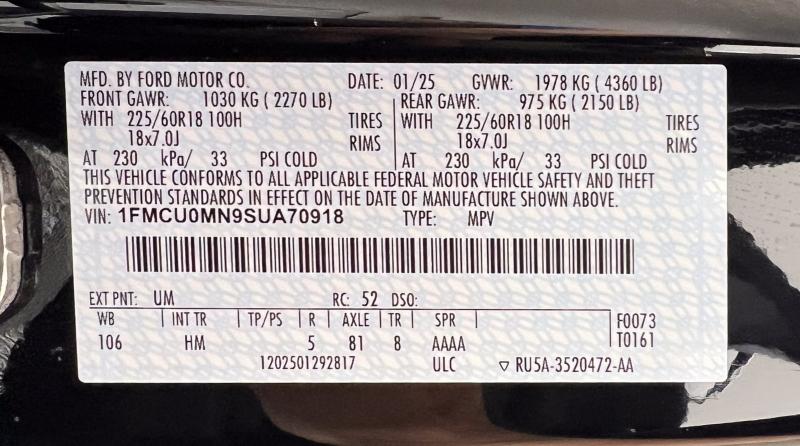 MFD. BY FORD MOTOR CO. DATE: 01/25 GVWR: 1978 KG ( 4360 LB)
FRONT GAWR: 1030 KG ( 2270 LB) REAR GAWR: 975 KG ( 2150 LB)
WITH 225/60R18 100H TIRES WITH 225/60R18 100H TIRES
18x7.0J RIMS 18x7.0J RIMS
AT 230 kPa/ 33 PSI COLD AT 230 kPa/ 33 PSI COLD
THIS VEHICLE CONFORMS TO ALL APPLICABLE FEDERAL MOTOR VEHICLE SAFETY AND THEFT
PREVENTION STANDARDS IN EFFECT ON THE DATE OF MANUFACTURE SHOWN ABOVE.
VIN: 1FMCU0MN9SUA70918 TYPE: MPV
EXT PNT: UM RC: 52 DSO:
WB | INT TR | TP/PS | R | AXLE | TR | SPR | F0073
106 HM 5 81 8 AAAA T0161
1202501292817 ULC ▽ RU5A-3520472-AA